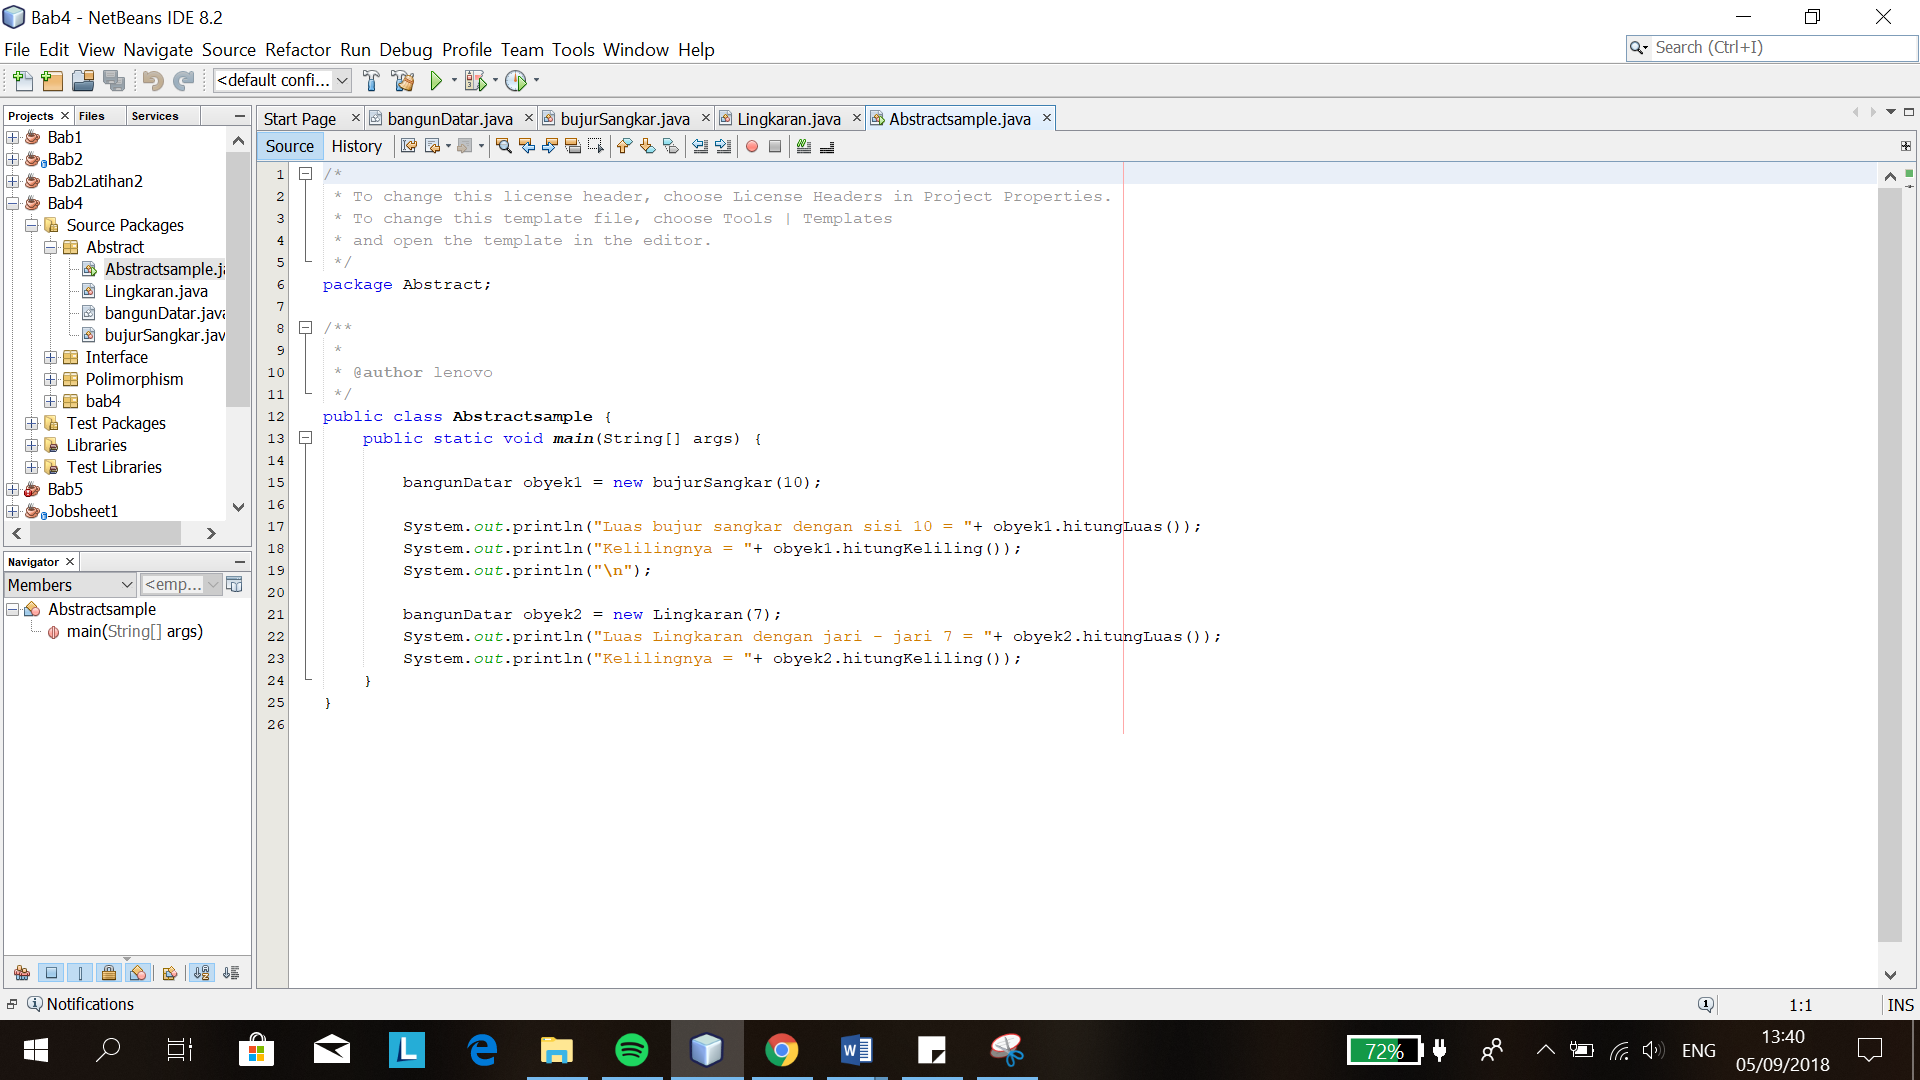 Bab4 - NetBeans IDE 8.2
File Edit View Navigate Source Refactor Run Debug Profile Team Tools Window Help
Search (Ctrl+I)
<default confi...
Projects Files Services
Bab1
Bab2
Bab2Latihan2
Bab4
Source Packages
Abstract
Abstractsample.ja
Lingkaran.java
bangunDatar.java
bujurSangkar.jav
Interface
Polimorphism
bab4
Test Packages
Libraries
Test Libraries
Bab5
Jobsheet1
Navigator
Members <emp...
Abstractsample
main(String[] args)
Start Page bangunDatar.java bujurSangkar.java Lingkaran.java Abstractsample.java
Source History
1 /*
2 * To change this license header, choose License Headers in Project Properties.
3 * To change this template file, choose Tools | Templates
4 * and open the template in the editor.
5 */
6 package Abstract;
7
8 /**
9 *
10 * @author lenovo
11 */
12 public class Abstractsample {
13 public static void main(String[] args) {
14
15 bangunDatar obyek1 = new bujurSangkar(10);
16
17 System.out.println("Luas bujur sangkar dengan sisi 10 = "+ obyek1.hitungLuas());
18 System.out.println("Kelilingnya = "+ obyek1.hitungKeliling());
19 System.out.println("\n");
20
21 bangunDatar obyek2 = new Lingkaran(7);
22 System.out.println("Luas Lingkaran dengan jari - jari 7 = "+ obyek2.hitungLuas());
23 System.out.println("Kelilingnya = "+ obyek2.hitungKeliling());
24 }
25 }
26
Notifications
1:1 INS
72%
ENG
13:40
05/09/2018